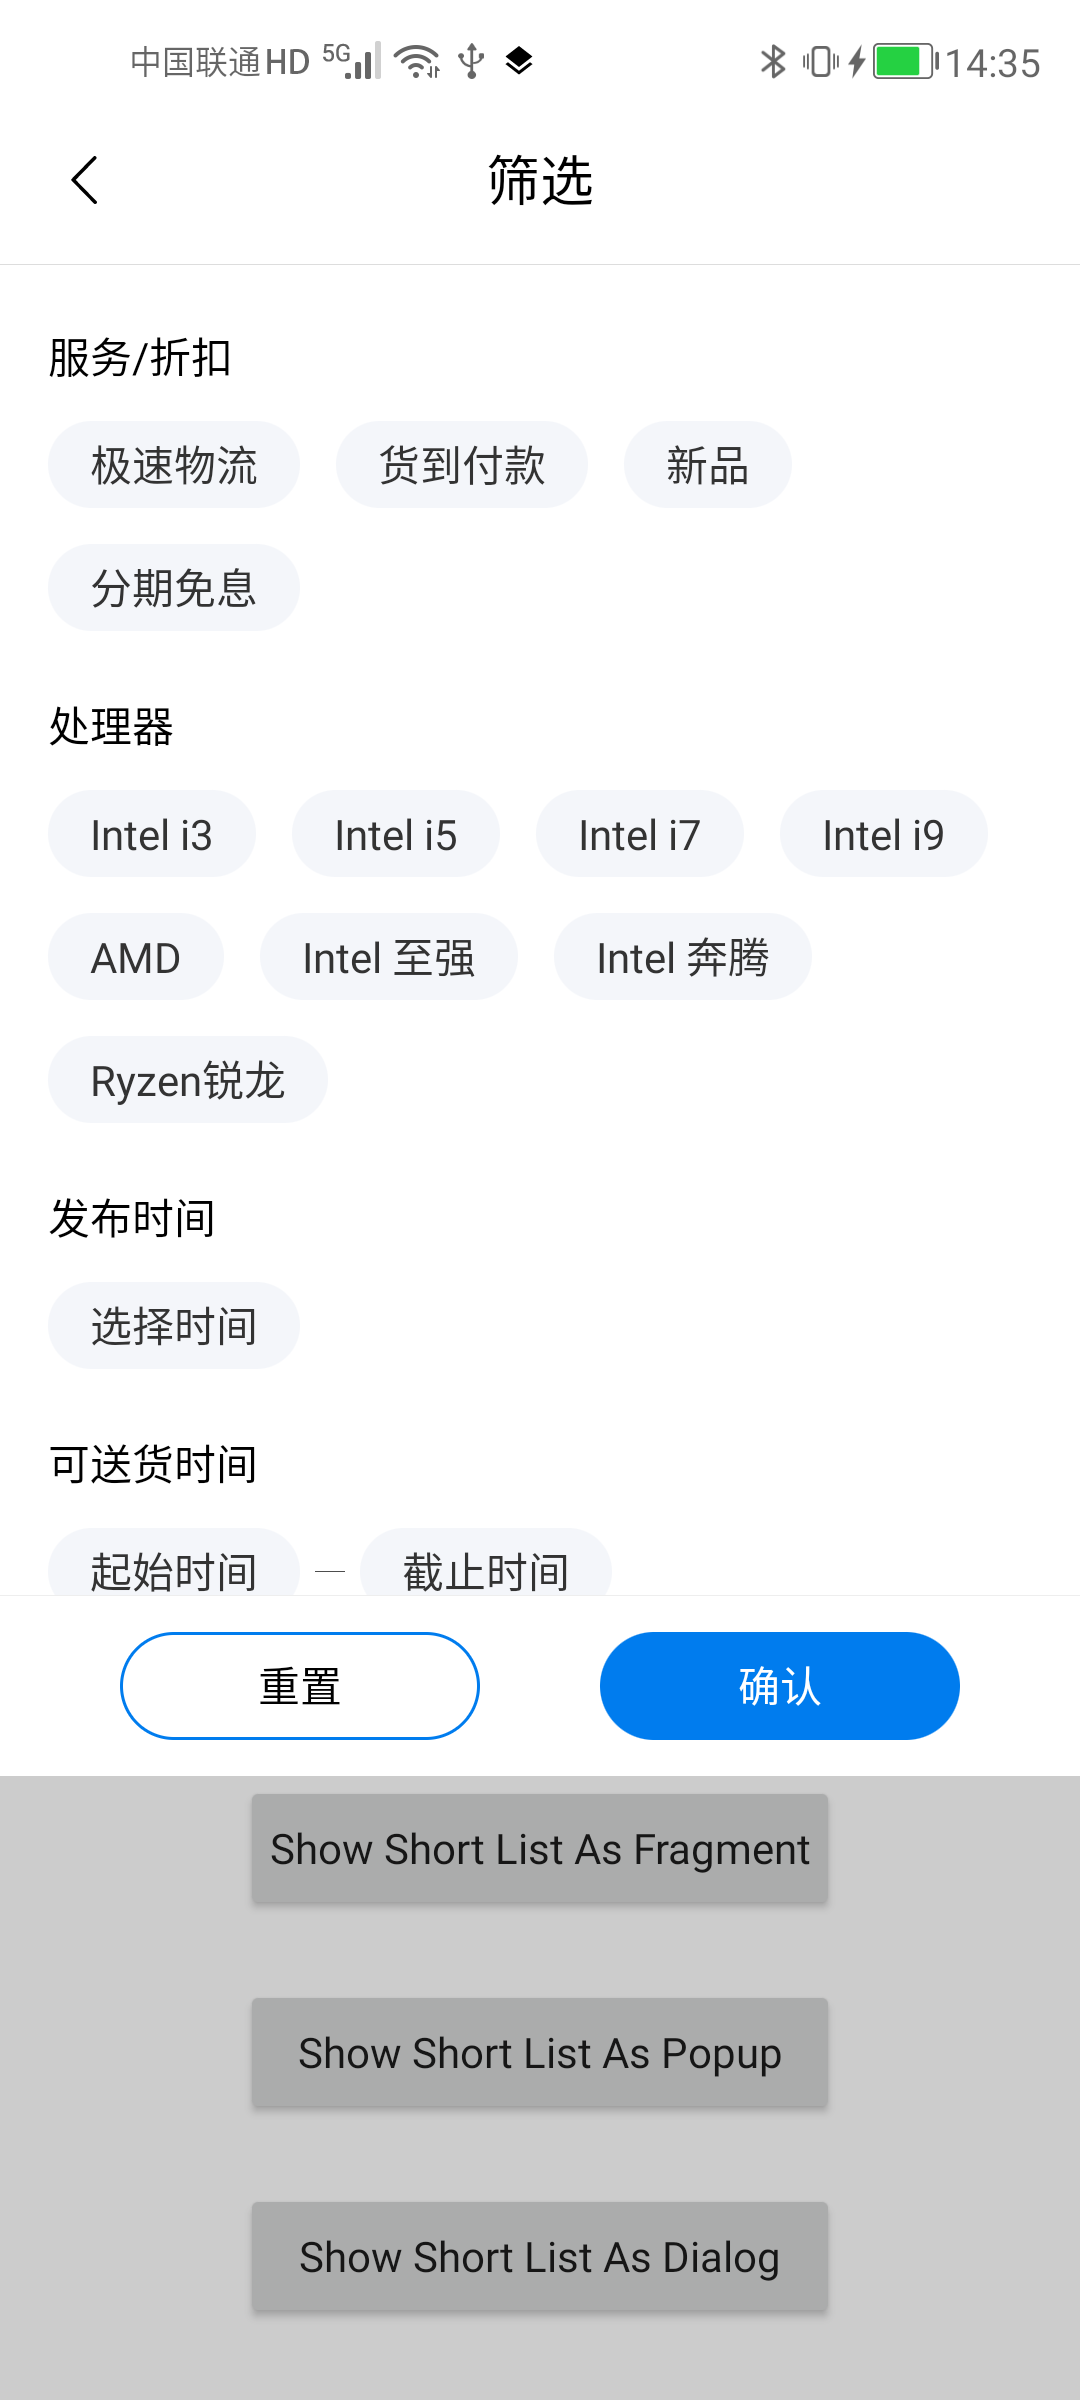 中国联通HD 5G 14:35
筛选
服务/折扣
极速物流 货到付款 新品
分期免息
处理器
Intel i3 Intel i5 Intel i7 Intel i9
AMD Intel 至强 Intel 奔腾
Ryzen锐龙
发布时间
选择时间
可送货时间
起始时间 — 截止时间
重置 确认
Show Short List As Fragment
Show Short List As Popup
Show Short List As Dialog